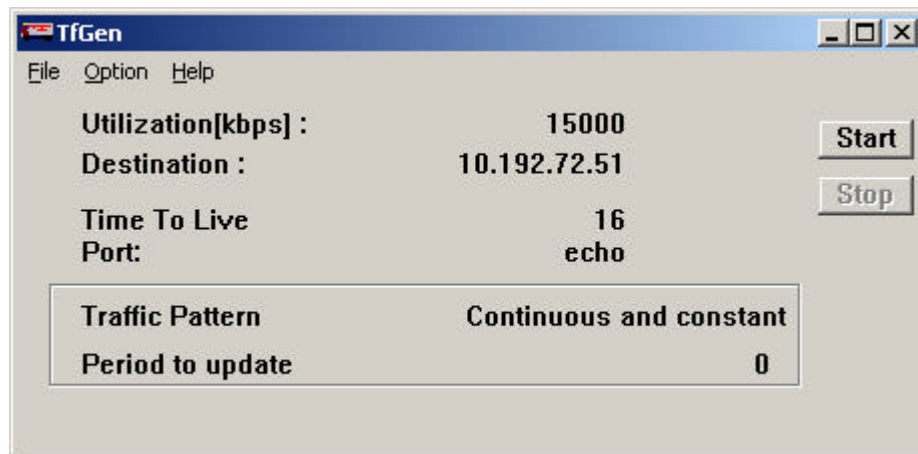 TfGen
File Option Help
Utilization[kbps] : 15000
Destination : 10.192.72.51
Time To Live 16
Port: echo
Start
Stop
Traffic Pattern Continuous and constant
Period to update 0